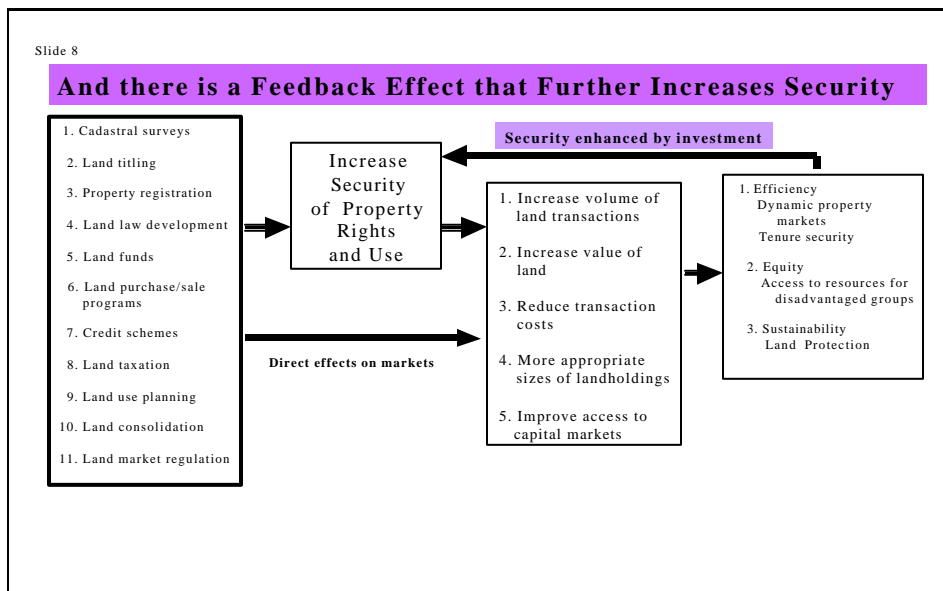 Slide 8
And there is a Feedback Effect that Further Increases Security
1. Cadastral surveys
2. Land titling
3. Property registration
4. Land law development
5. Land funds
6. Land purchase/sale
programs
7. Credit schemes
8. Land taxation
9. Land use planning
10. Land consolidation
11. Land market regulation
Increase
Security
of Property
Rights
and Use
Security enhanced by investment
Direct effects on markets
1. Increase volume of
land transactions
2. Increase value of
land
3. Reduce transaction
costs
4. More appropriate
sizes of landholdings
5. Improve access to
capital markets
1. Efficiency
Dynamic property
markets
Tenure security
2. Equity
Access to resources for
disadvantaged groups
3. Sustainability
Land Protection